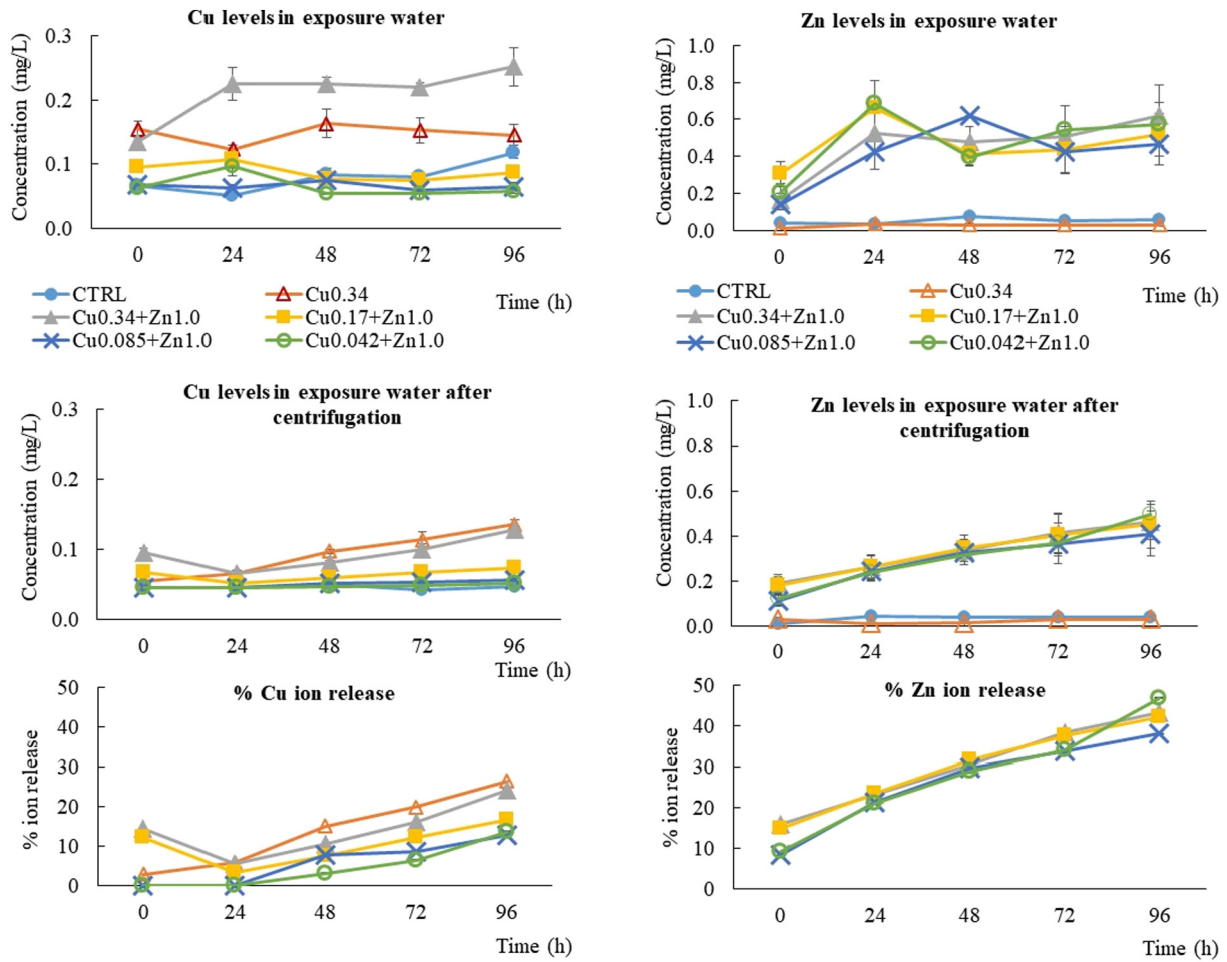 Cu levels in exposure water
Concentration (mg/L)
0.3
0.2
0.1
0.0
0 24 48 72 96
Time (h)
CTRL
Cu0.34
Cu0.34+Zn1.0
Cu0.17+Zn1.0
Cu0.085+Zn1.0
Cu0.042+Zn1.0
Zn levels in exposure water
Concentration (mg/L)
1.0
0.8
0.6
0.4
0.2
0.0
0 24 48 72 96
Time (h)
CTRL
Cu0.34
Cu0.34+Zn1.0
Cu0.17+Zn1.0
Cu0.085+Zn1.0
Cu0.042+Zn1.0
Cu levels in exposure water after
centrifugation
Concentration (mg/L)
0.3
0.2
0.1
0.0
0 24 48 72 96
Time (h)
Zn levels in exposure water after
centrifugation
Concentration (mg/L)
1.0
0.8
0.6
0.4
0.2
0.0
0 24 48 72 96
Time (h)
% Cu ion release
% ion release
50
40
30
20
10
0
0 24 48 72 96
Time (h)
% Zn ion release
% ion release
50
40
30
20
10
0
0 24 48 72 96
Time (h)